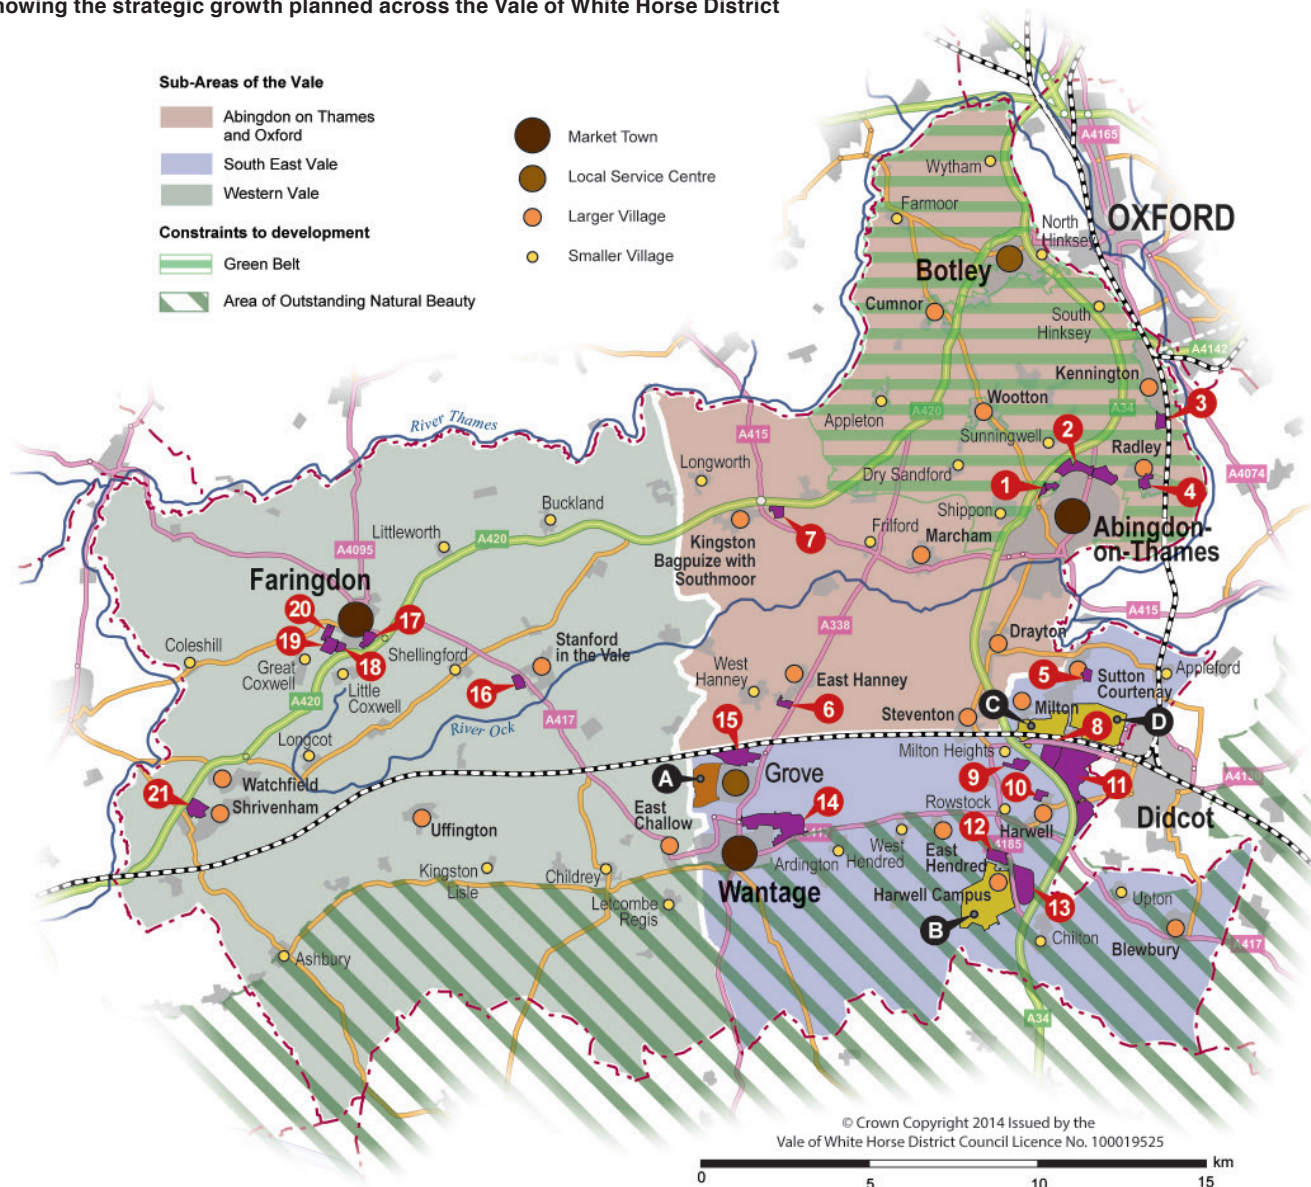 howing the strategic growth planned across the Vale of White Horse District
Sub-Areas of the Vale
Abingdon on Thames
and Oxford
South East Vale
Western Vale
Constraints to development
Green Belt
Area of Outstanding Natural Beauty
Market Town
Local Service Centre
Larger Village
Smaller Village
A4165
Wytham
Farmoor
North
Hinksey
OXFORD
Botley
Cumnor
South
Hinksey
A4142
Kennington
Wootton
A420
A34
3
Appleton
River Thames
A415
Sunningwell
2
Radley
Longworth
Dry Sandford
A4074
1
4
Buckland
Shippon
Littleworth
A420
7
Frilford
Marcham
Abingdon-
on-Thames
Kingston
Bagpuize with
Southmoor
A4095
Faringdon
A415
20
17
A338
19
18
Drayton
Coleshill
Great
Coxwell
Shellingford
Stanford
in the Vale
West
Hanney
East Hanney
5
Sutton
Courtenay
Appleford
Little
Coxwell
16
A420
6
C
Milton
D
Steventon
8
A417
River Ock
15
Longcot
Milton Heights
A
Grove
9
10
11
A4130
Watchfield
21
Shrivenham
East
Challow
14
Rowstock
Didcot
Uffington
12
Harwell
4185
West
Hendred
East
Hendred
Ardington
Kingston
Lisle
Childrey
Wantage
Harwell Campus
13
Letcombe
Regis
Upton
B
Chilton
Blewbury
A417
Ashbury
A34
© Crown Copyright 2014 Issued by the
Vale of White Horse District Council Licence No. 100019525
km
0
5
10
15